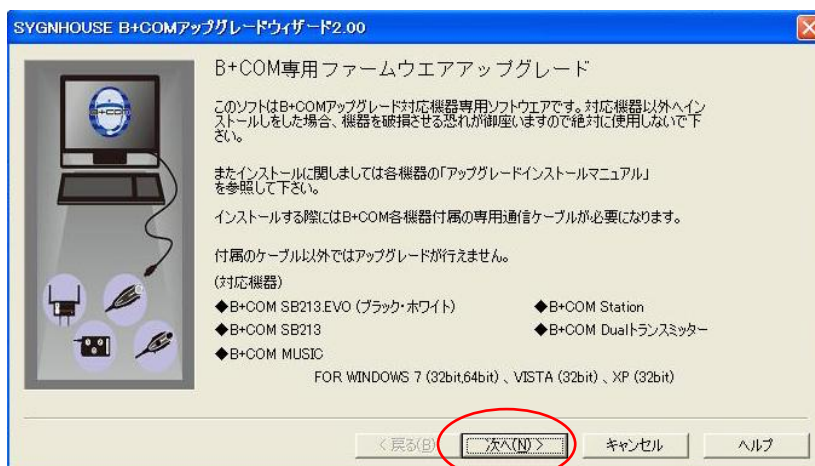 SYGNHOUSE B+COMアップグレードウィザード2.00
B+COM専用ファームウエアアップグレード
このソフトはB+COMアップグレード対応機器専用ソフトウエアです。対応機器以外へイン
ストールしをした場合、機器を破損させる恐れが御座いますので絶対に使用しないで下
さい。
またインストールに関しましては各機器の「アップグレードインストールマニュアル」
を参照して下さい。
インストールする際にはB+COM各機器付属の専用通信ケーブルが必要になります。
付属のケーブル以外ではアップグレードが行えません。
(対応機器)
◆B+COM SB213.EVO (ブラック・ホワイト) ◆B+COM Station
◆B+COM SB213 ◆B+COM Dualトランスミッター
◆B+COM MUSIC
FOR WINDOWS 7 (32bit,64bit) 、VISTA (32bit) 、XP (32bit)
B+COM
< 戻る(B) 次へ(N) > キャンセル ヘルプ